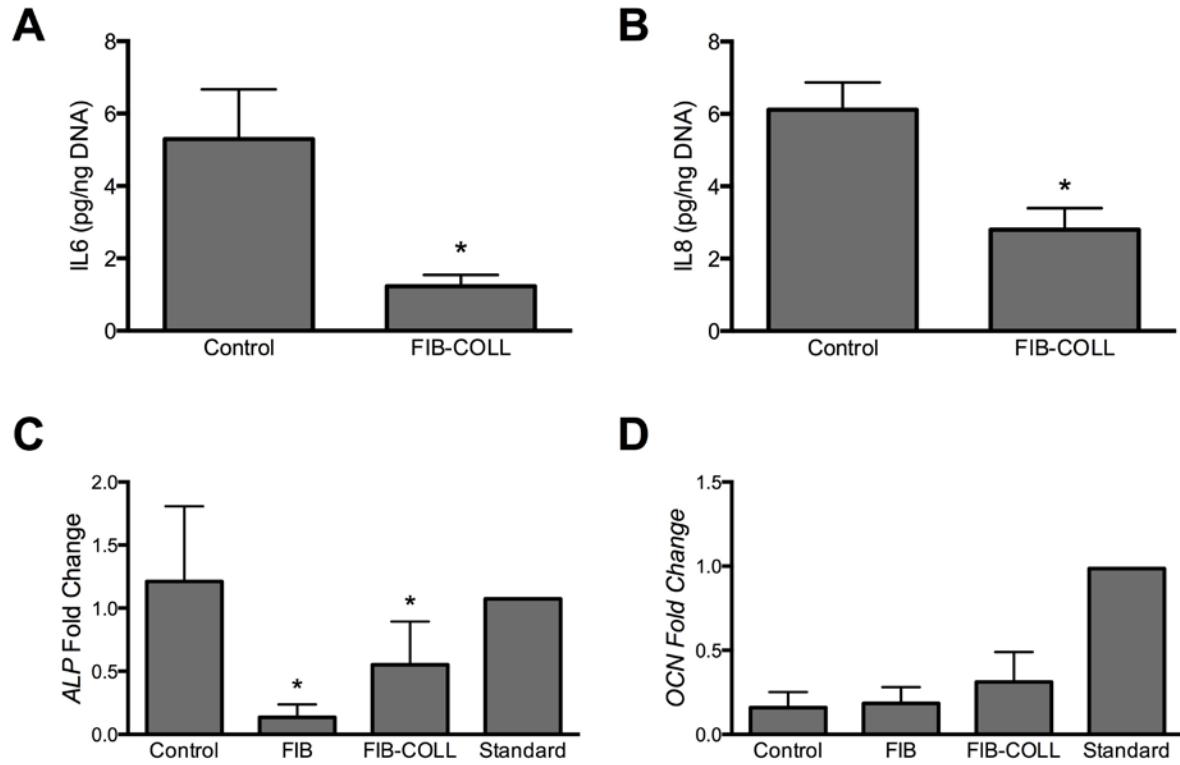 A
B
8
6
4
2
0
IL6 (pg/ng DNA)
*
Control
FIB-COLL
8
6
4
2
0
IL8 (pg/ng DNA)
*
Control
FIB-COLL
C
D
2.0
1.5
1.0
0.5
0.0
ALP Fold Change
*
*
Control
FIB
FIB-COLL
Standard
1.5
1.0
0.5
0.0
OCN Fold Change
Control
FIB
FIB-COLL
Standard